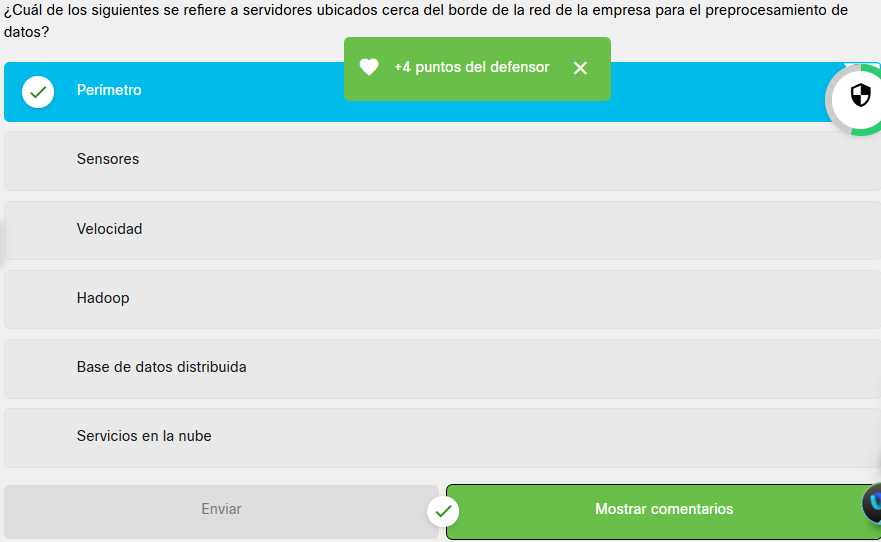 ¿Cuál de los siguientes se refiere a servidores ubicados cerca del borde de la red de la empresa para el preprocesamiento de
datos?
+4 puntos del defensor
Perímetro
Sensores
Velocidad
Hadoop
Base de datos distribuida
Servicios en la nube
Enviar
Mostrar comentarios